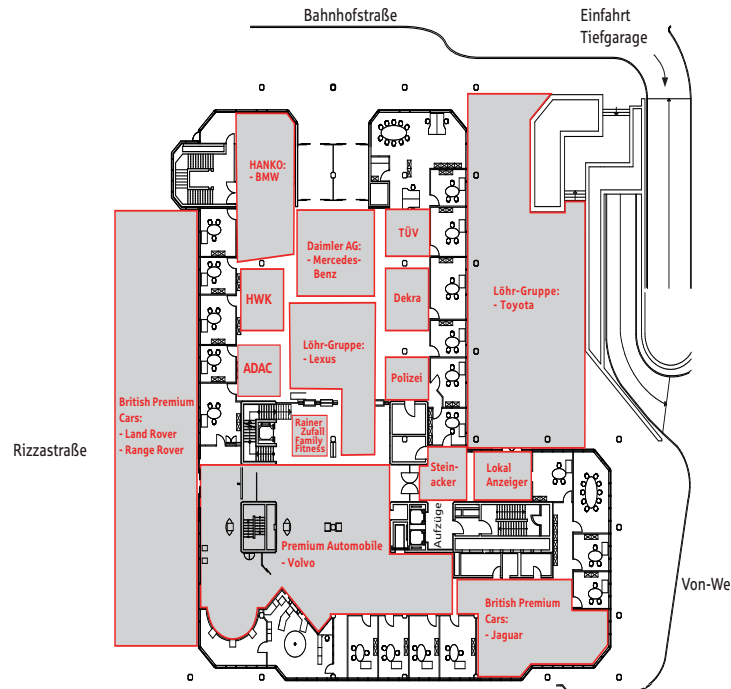 Bahnhofstraße
Einfahrt
Tiefgarage
HANKO:
- BMW
Daimler AG:
- Mercedes-
Benz
TÜV
HWK
Dekra
Löhr-Gruppe:
- Toyota
Löhr-Gruppe:
- Lexus
ADAC
Polizei
British Premium
Cars:
- Land Rover
- Range Rover
Rainer
Zufall
Family
Fitness
Rizzastraße
Stein-
acker
Lokal
Anzeiger
Aufzüge
Premium Automobile
- Volvo
Von-We
British Premium
Cars:
- Jaguar